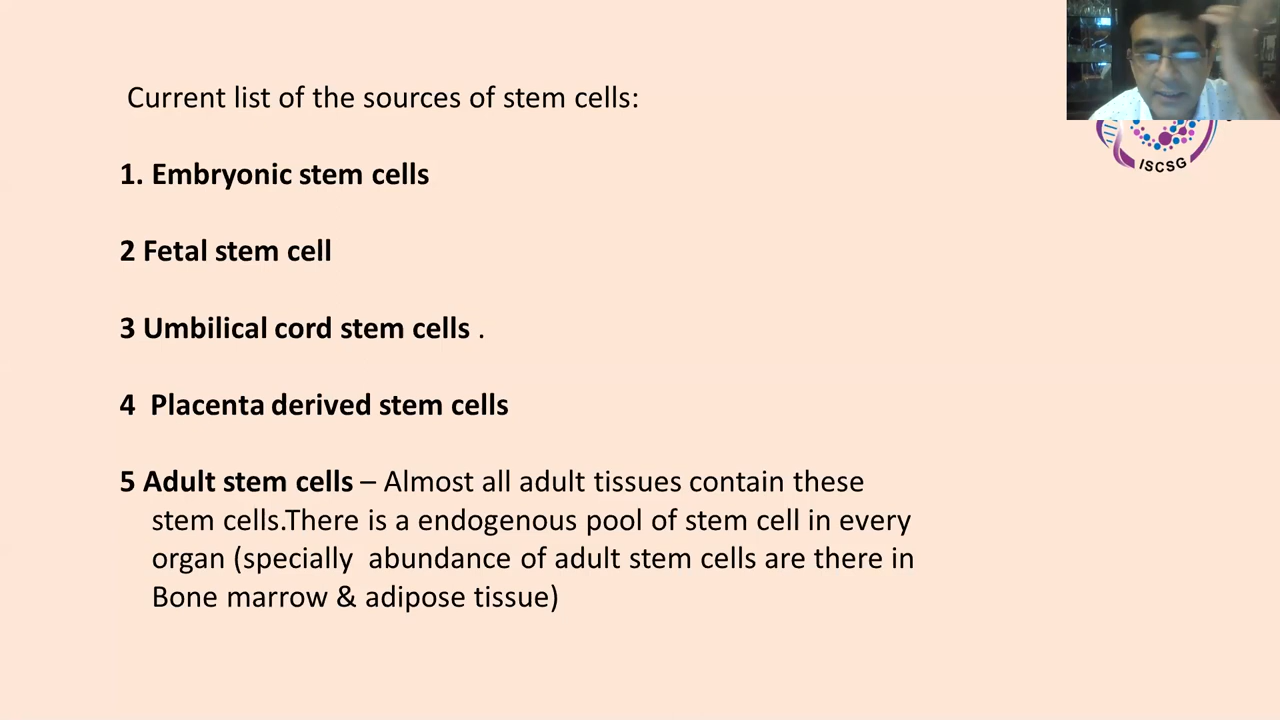 Current list of the sources of stem cells:
1. Embryonic stem cells
2 Fetal stem cell
3 Umbilical cord stem cells .
4 Placenta derived stem cells
5 Adult stem cells – Almost all adult tissues contain these
stem cells.There is a endogenous pool of stem cell in every
organ (specially abundance of adult stem cells are there in
Bone marrow & adipose tissue)
ISCSG